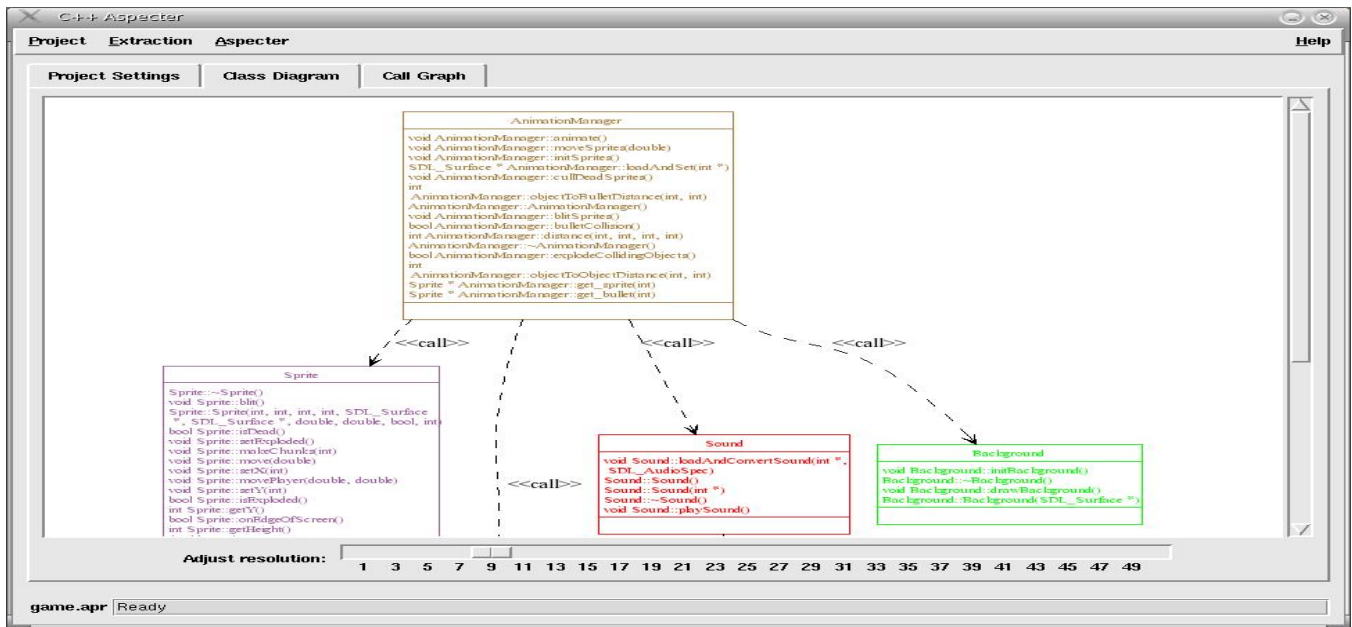 C++ Aspecter
Project Extraction Aspecter Help
Project Settings Class Diagram Call Graph
AnimationManager
void AnimationManager::animate()
void AnimationManager::moveSprites(double)
void AnimationManager::initSprites()
SDL_Surface * AnimationManager::loadAndSet(int *)
void AnimationManager::cullDeadSprites()
int
AnimationManager::objectToBulletDistance(int, int)
AnimationManager::AnimationManager()
void AnimationManager::blitSprites()
bool AnimationManager::bulletCollision()
int AnimationManager::distance(int, int, int, int)
AnimationManager::~AnimationManager()
bool AnimationManager::explodeCollidingObjects()
int
AnimationManager::objectToObjectDistance(int, int)
Sprite * AnimationManager::get_sprite(int)
Sprite * AnimationManager::get_bullet(int)
<<call>> <<call>> <<call>>
Sprite
Sprite::~Sprite()
void Sprite::blit()
Sprite::Sprite(int, int, int, int, SDL_Surface
*, SDL_Surface *, double, double, bool, int)
bool Sprite::isDead()
void Sprite::setExploded()
void Sprite::makeChunks(int)
void Sprite::move(double)
void Sprite::setX(int)
void Sprite::movePlayer(double, double)
void Sprite::setY(int)
bool Sprite::isExploded()
int Sprite::getY()
bool Sprite::onEdgeOfScreen()
int Sprite::getHeight()
<<call>>
Sound
void Sound::loadAndConvertSound(int *,
SDL_AudioSpec)
Sound::Sound()
Sound::Sound(int *)
Sound::~Sound()
void Sound::playSound()
Background
void Background::initBackground()
Background::~Background()
void Background::drawBackground()
Background::Background(SDL_Surface *)
Adjust resolution:
1 3 5 7 9 11 13 15 17 19 21 23 25 27 29 31 33 35 37 39 41 43 45 47 49
game.apr Ready